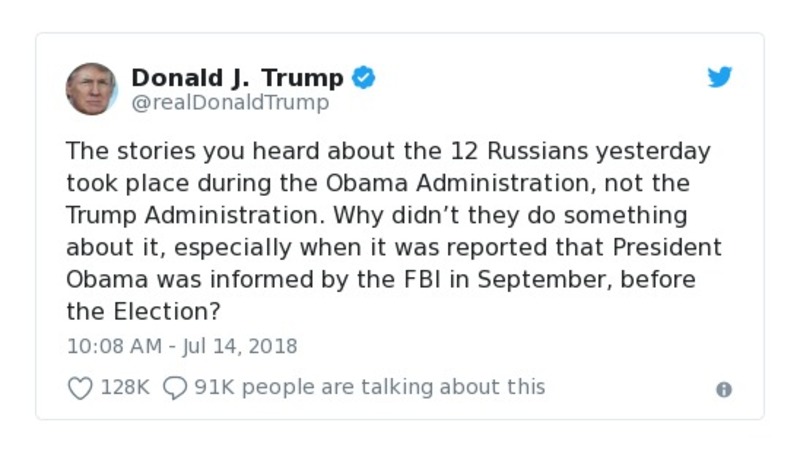 Donald J. Trump
@realDonaldTrump
The stories you heard about the 12 Russians yesterday
took place during the Obama Administration, not the
Trump Administration. Why didn’t they do something
about it, especially when it was reported that President
Obama was informed by the FBI in September, before
the Election?
10:08 AM - Jul 14, 2018
128K 91K people are talking about this